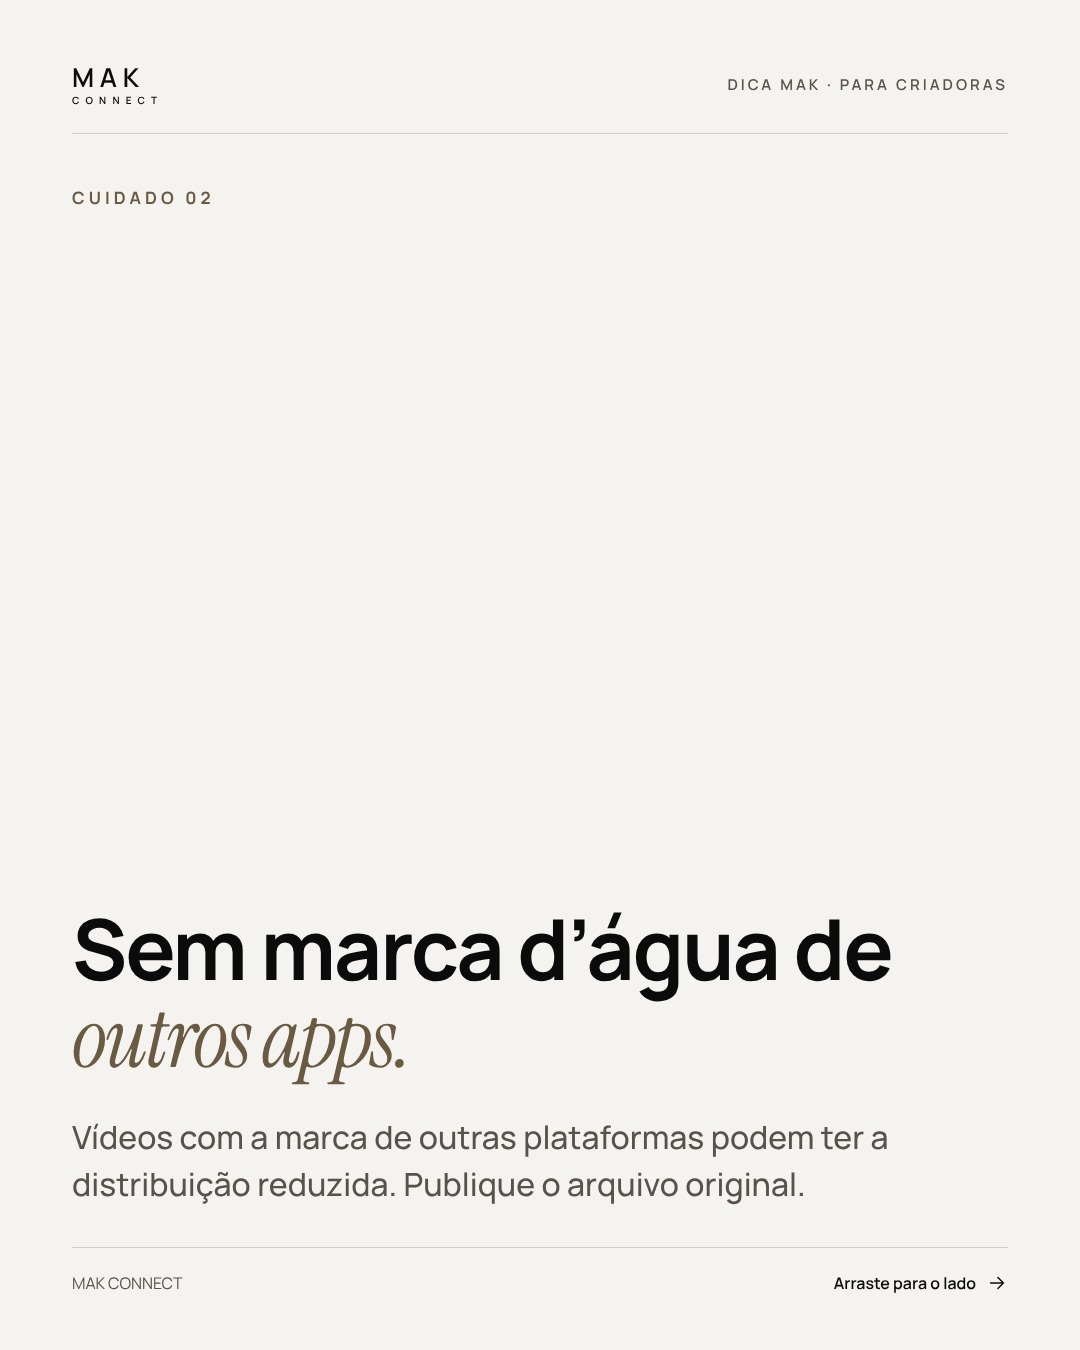 MAK
CONNECT
DICA MAK · PARA CRIADORAS
CUIDADO 02
Sem marca d’água de
outros apps.
Vídeos com a marca de outras plataformas podem ter a
distribuição reduzida. Publique o arquivo original.
MAK CONNECT
Arraste para o lado →